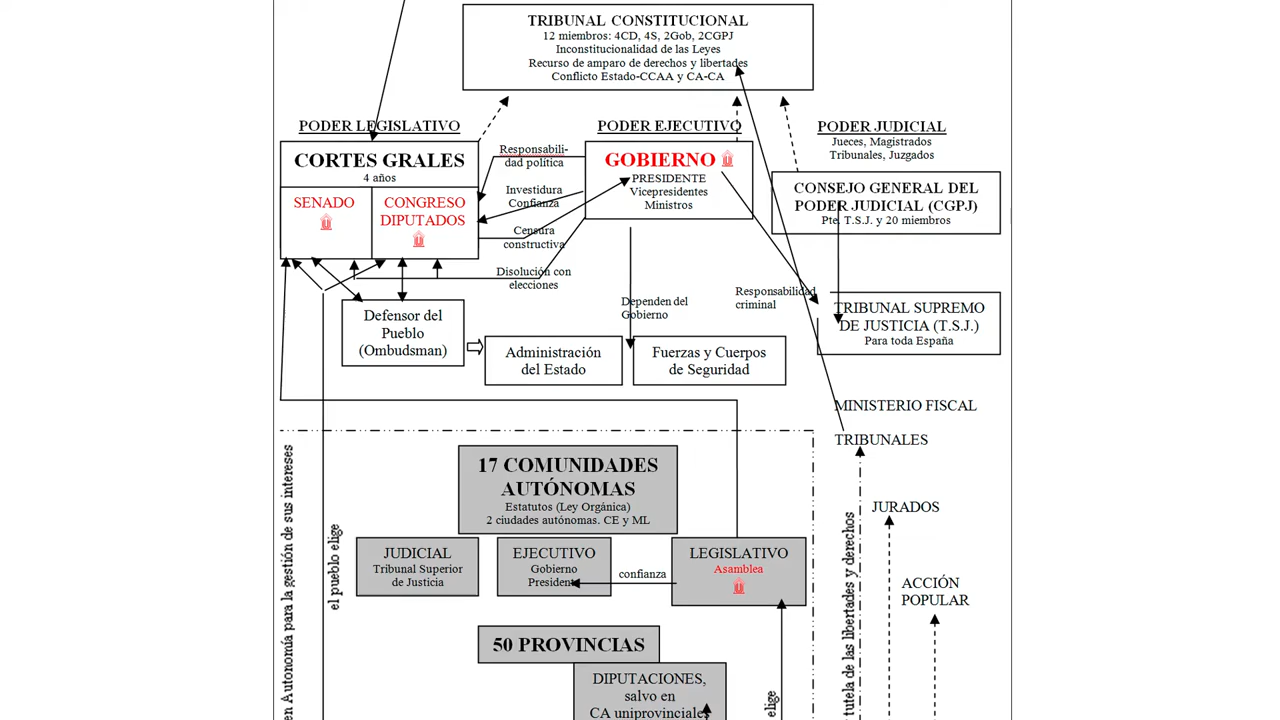 TRIBUNAL CONSTITUCIONAL
12 miembros: 4CD, 4S, 2Gob, 2CGPJ
Inconstitucionalidad de las Leyes
Recurso de amparo de derechos y libertades
Conflicto Estado-CCAA y CA-CA
PODER LEGISLATIVO
CORTES GRALES
4 años
SENADO
CONGRESO
DIPUTADOS
Responsabili-
dad política
Investidura
Confianza
Censura
constructiva
Disolución con
elecciones
PODER EJECUTIVO
GOBIERNO
PRESIDENTE
Vicepresidentes
Ministros
PODER JUDICIAL
Jueces, Magistrados
Tribunales, Juzgados
CONSEJO GENERAL DEL
PODER JUDICIAL (CGPJ)
Pte. T.S.J. y 20 miembros
Defensor del
Pueblo
(Ombudsman)
Administración
del Estado
Dependen del
Gobierno
Fuerzas y Cuerpos
de Seguridad
Responsabilidad
criminal
TRIBUNAL SUPREMO
DE JUSTICIA (T.S.J.)
Para toda España
MINISTERIO FISCAL
TRIBUNALES
JURADOS
ACCIÓN
POPULAR
en Autonomía para la gestión de sus intereses
el pueblo elige
17 COMUNIDADES
AUTÓNOMAS
Estatutos (Ley Orgánica)
2 ciudades autónomas. CE y ML
JUDICIAL
Tribunal Superior
de Justicia
EJECUTIVO
Gobierno
Presidente
confianza
LEGISLATIVO
Asamblea
50 PROVINCIAS
DIPUTACIONES,
salvo en
CA uniprovinciales
elige
tutela de las libertades y derechos